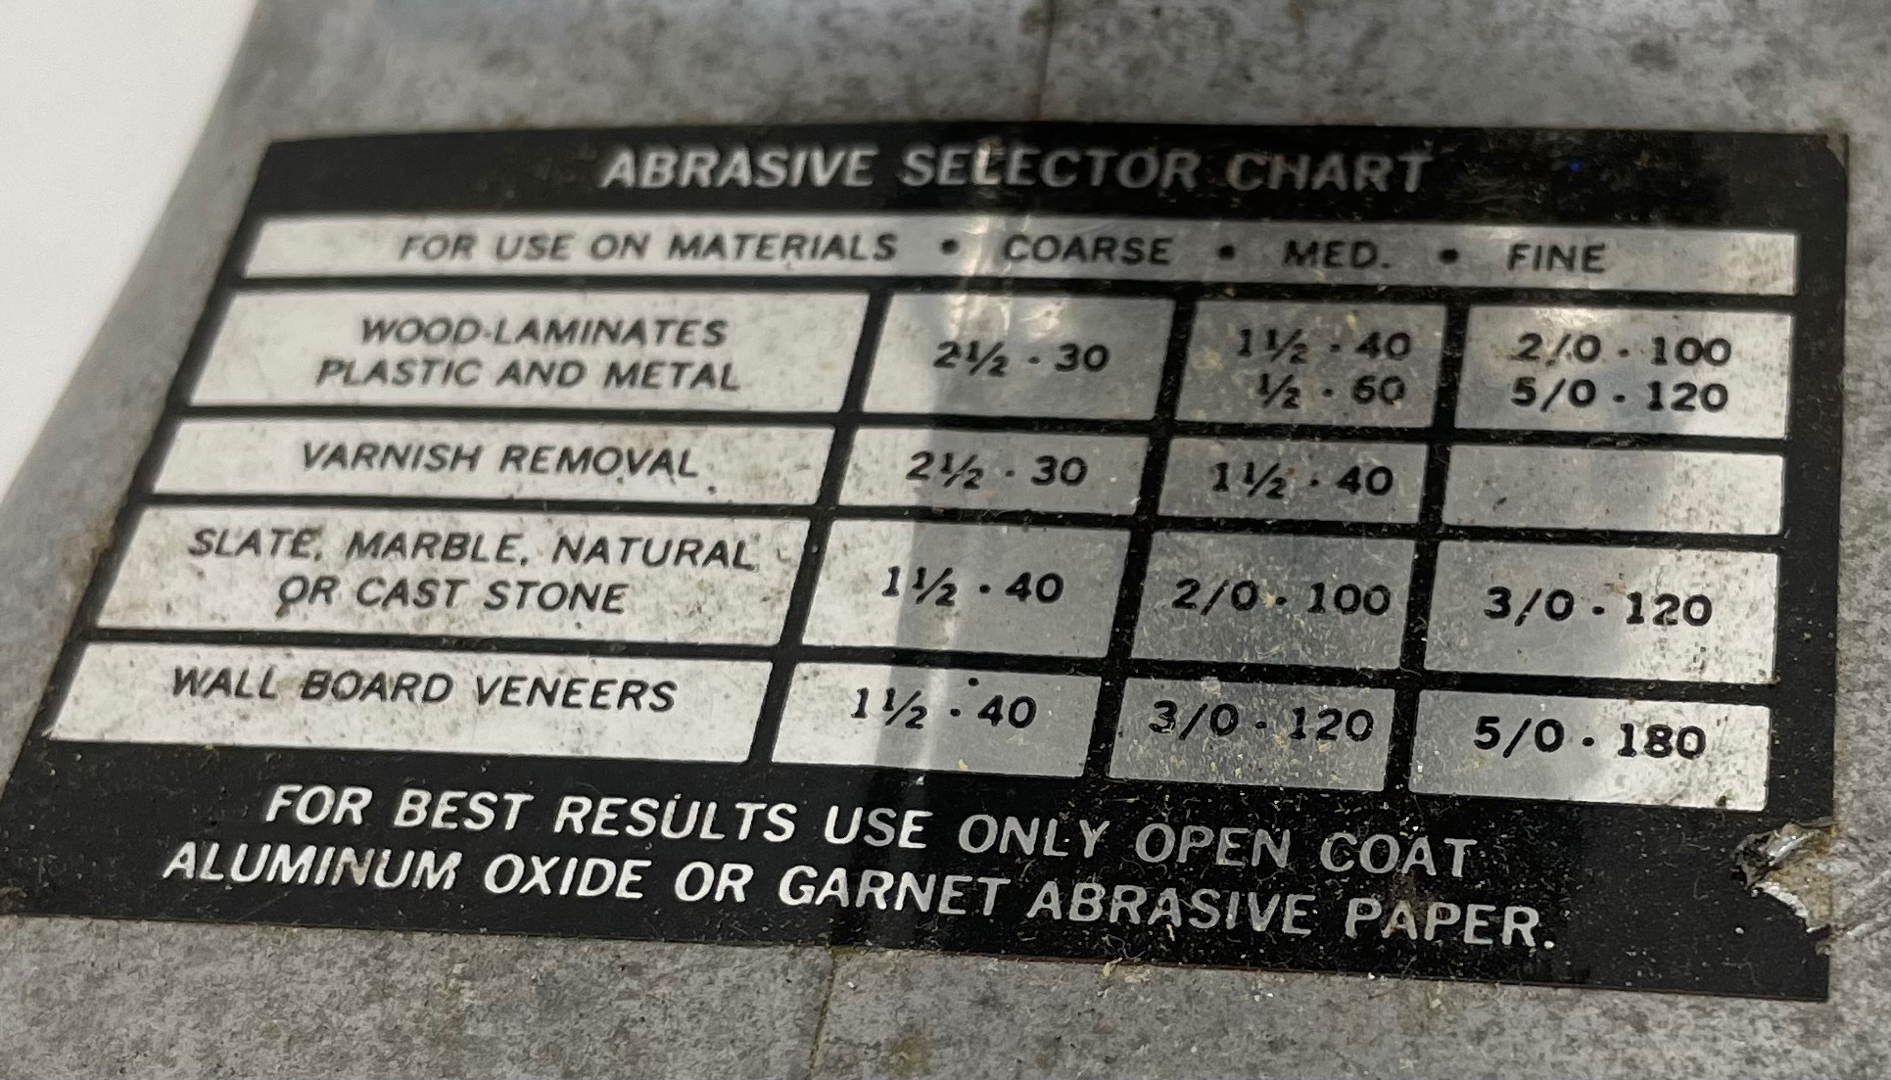 ABRASIVE SELECTOR CHART
FOR USE ON MATERIALS • COARSE • MED. • FINE
WOOD-LAMINATES
PLASTIC AND METAL
2½ · 30
1½ · 40
½ · 60
2/0 · 100
5/0 · 120
VARNISH REMOVAL
2½ · 30
1½ · 40
SLATE, MARBLE, NATURAL
OR CAST STONE
1½ · 40
2/0 · 100
3/0 · 120
WALL BOARD VENEERS
1½ · 40
3/0 · 120
5/0 · 180
FOR BEST RESULTS USE ONLY OPEN COAT
ALUMINUM OXIDE OR GARNET ABRASIVE PAPER.